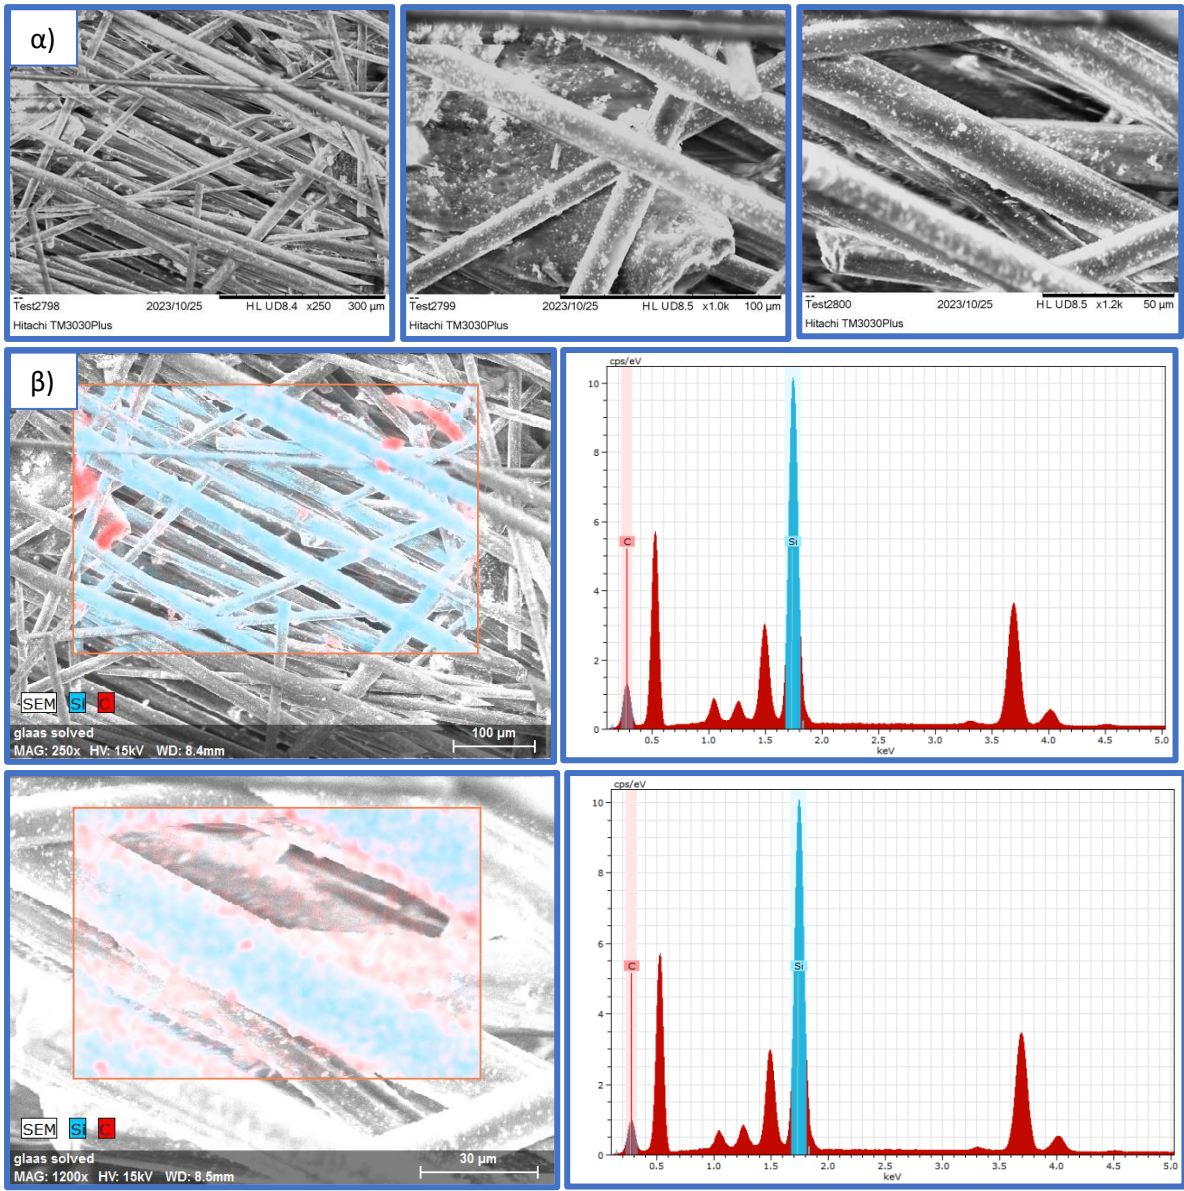 α)
Test2798 2023/10/25 HL UD8.4 x250 300 µm
Hitachi TM3030Plus
Test2799 2023/10/25 HL UD8.5 x1.0k 100 µm
Hitachi TM3030Plus
Test2800 2023/10/25 HL UD8.5 x1.2k 50 µm
Hitachi TM3030Plus
β)
SEM Si C
glaas solved
MAG: 250x HV: 15kV WD: 8.4mm
100 µm
cps/eV
10
8
6
4
2
0
C
Si
0.5 1.0 1.5 2.0 2.5 3.0 3.5 4.0 4.5 5.0
keV
SEM Si C
glaas solved
MAG: 1200x HV: 15kV WD: 8.5mm
30 µm
cps/eV
10
8
6
4
2
0
C
Si
0.5 1.0 1.5 2.0 2.5 3.0 3.5 4.0 4.5 5.0
keV